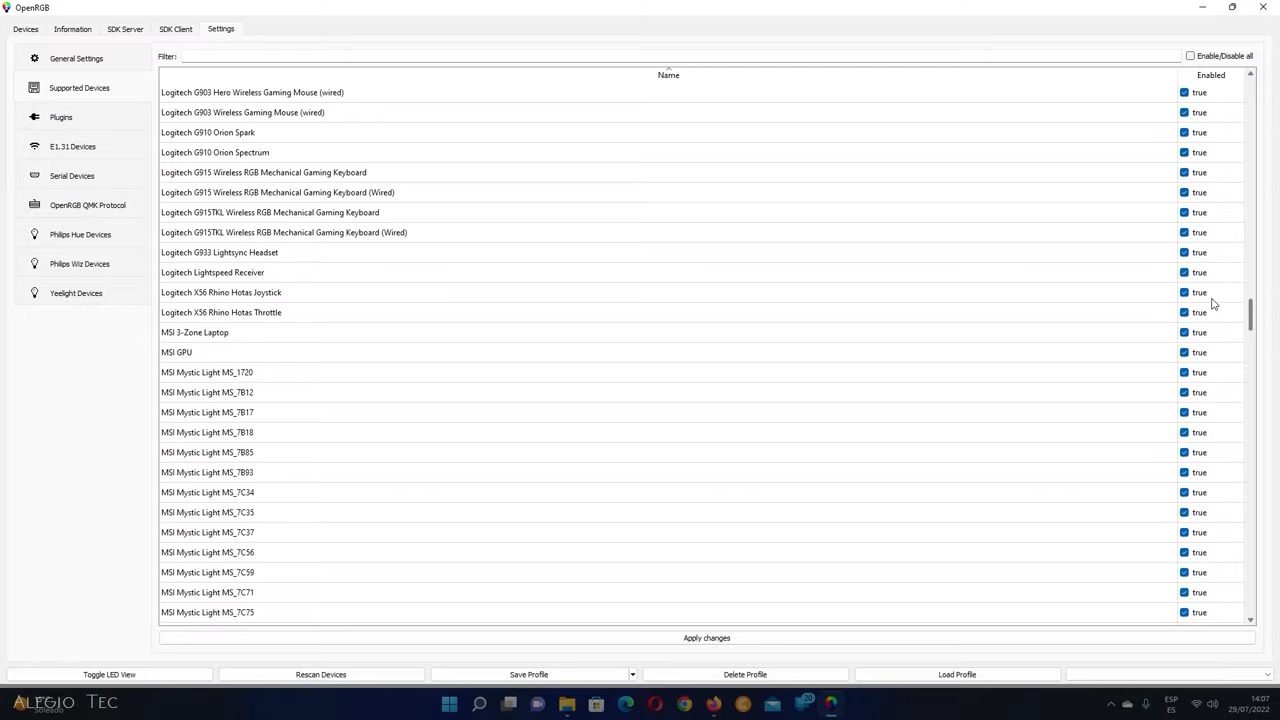 OpenRGB
Devices Information SDK Server SDK Client Settings
General Settings
Supported Devices
Plugins
E1.31 Devices
Serial Devices
OpenRGB QMK Protocol
Philips Hue Devices
Philips Wiz Devices
Yeelight Devices
Filter: Enable/Disable all
Name Enabled
Logitech G903 Hero Wireless Gaming Mouse (wired) true
Logitech G903 Wireless Gaming Mouse (wired) true
Logitech G910 Orion Spark true
Logitech G910 Orion Spectrum true
Logitech G915 Wireless RGB Mechanical Gaming Keyboard true
Logitech G915 Wireless RGB Mechanical Gaming Keyboard (Wired) true
Logitech G915TKL Wireless RGB Mechanical Gaming Keyboard true
Logitech G915TKL Wireless RGB Mechanical Gaming Keyboard (Wired) true
Logitech G933 Lightsync Headset true
Logitech Lightspeed Receiver true
Logitech X56 Rhino Hotas Joystick true
Logitech X56 Rhino Hotas Throttle true
MSI 3-Zone Laptop true
MSI GPU true
MSI Mystic Light MS_1720 true
MSI Mystic Light MS_7B12 true
MSI Mystic Light MS_7B17 true
MSI Mystic Light MS_7B18 true
MSI Mystic Light MS_7B85 true
MSI Mystic Light MS_7B93 true
MSI Mystic Light MS_7C34 true
MSI Mystic Light MS_7C35 true
MSI Mystic Light MS_7C37 true
MSI Mystic Light MS_7C56 true
MSI Mystic Light MS_7C59 true
MSI Mystic Light MS_7C71 true
MSI Mystic Light MS_7C75 true
Apply changes
Toggle LED View Rescan Devices Save Profile Delete Profile Load Profile
ALEGIO TEC
Soleado
20
ESP
ES
14:07
29/07/2022